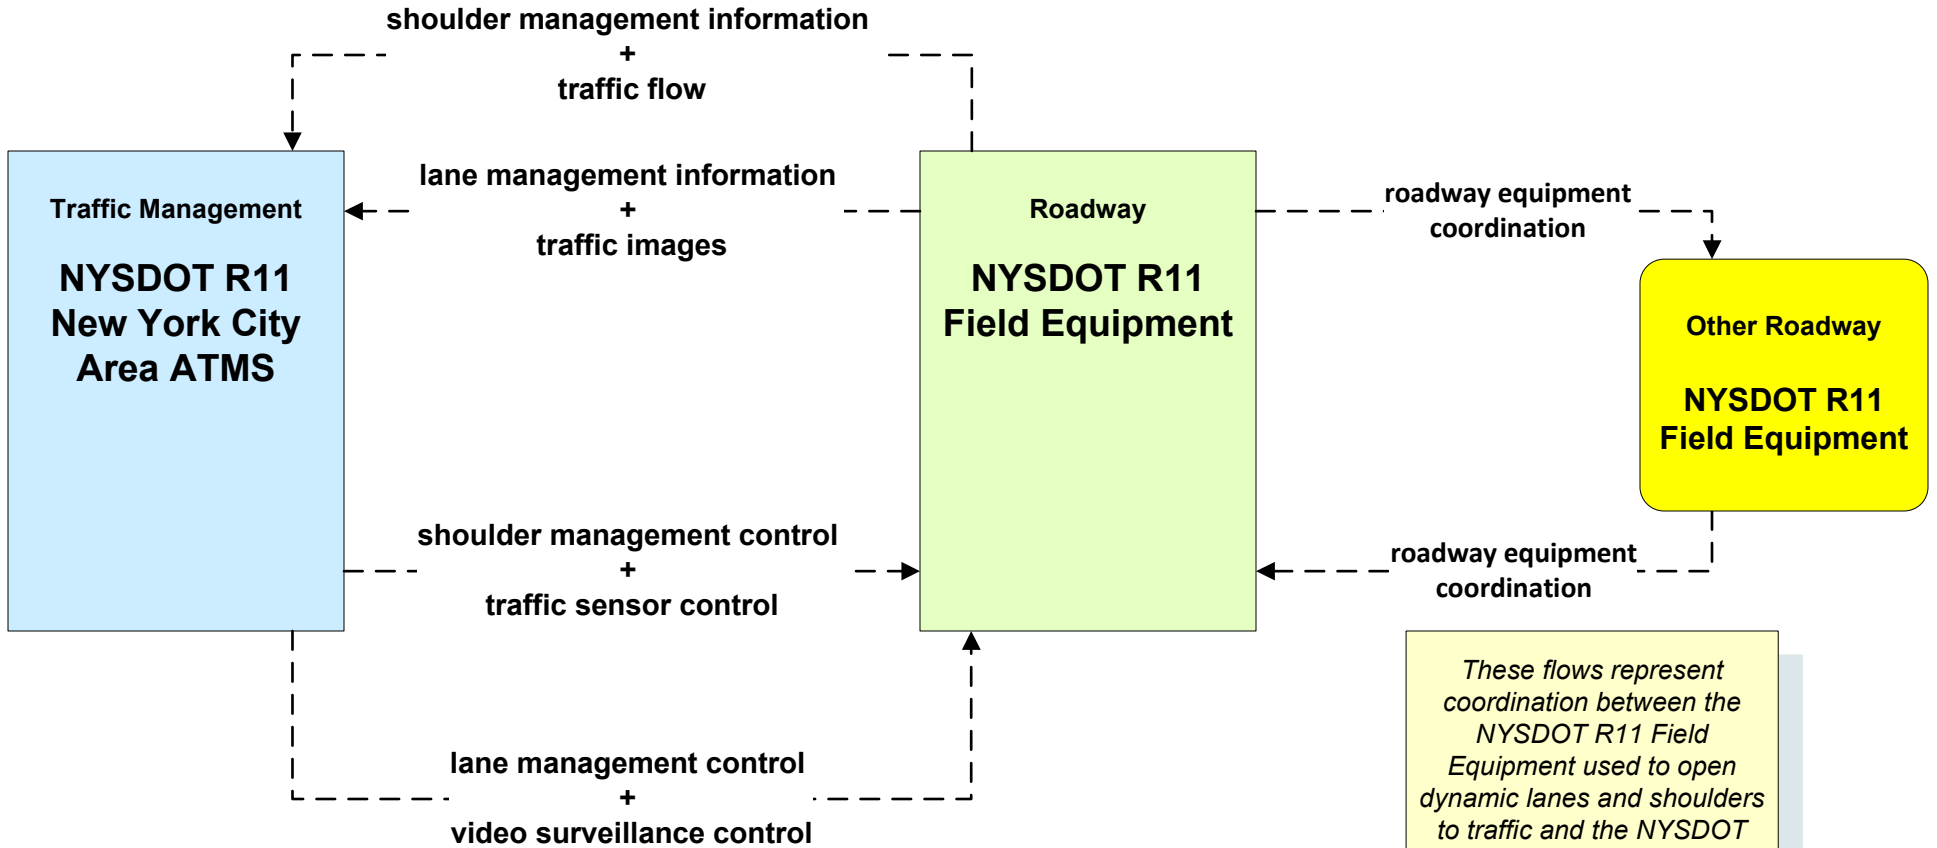 shoulder management information
+
traffic flow
lane management information
+
traffic images
Traffic Management
NYSDOT R11
New York City
Area ATMS
Roadway
NYSDOT R11
Field Equipment
roadway equipment
coordination
Other Roadway
NYSDOT R11
Field Equipment
shoulder management control
+
traffic sensor control
roadway equipment
coordination
lane management control
+
video surveillance control
These flows represent
coordination between the
NYSDOT R11 Field
Equipment used to open
dynamic lanes and shoulders
to traffic and the NYSDOT